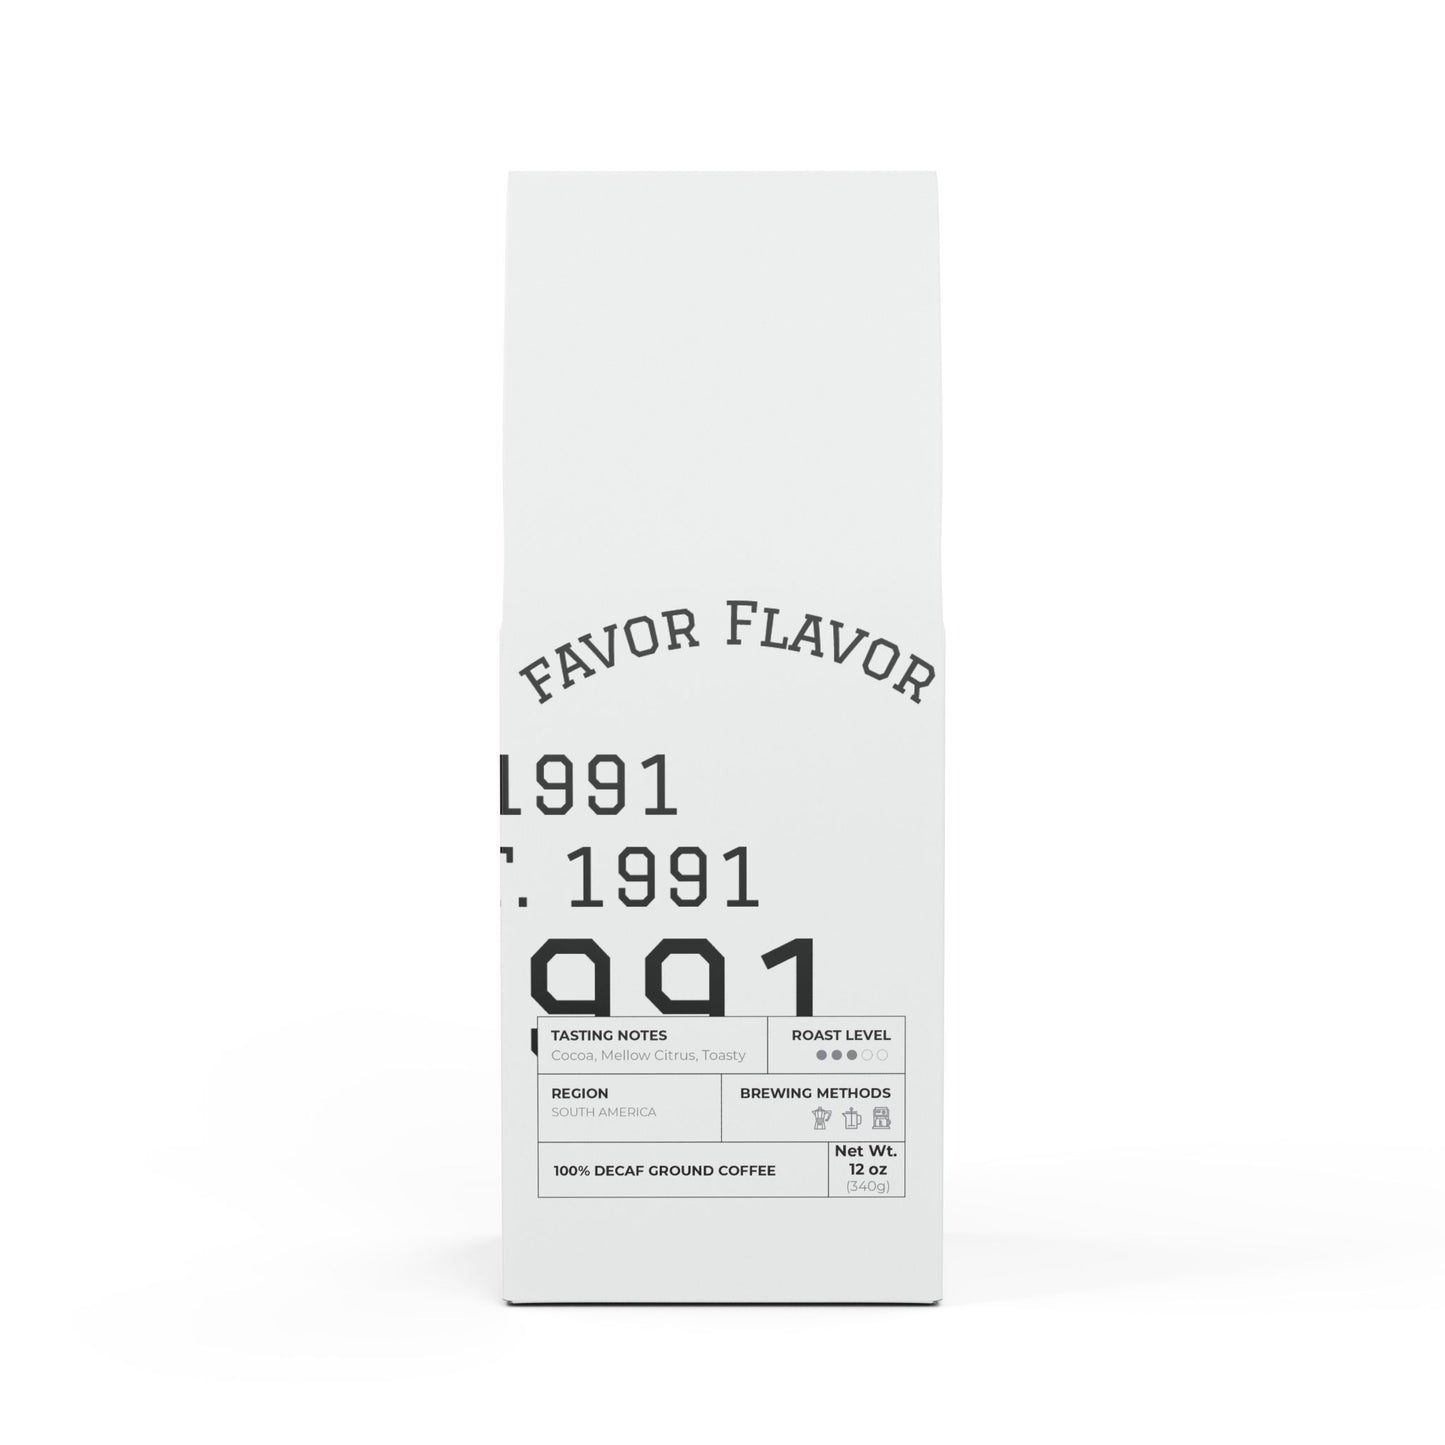 FAVOR FLAVOR
1991
T. 1991
991
TASTING NOTES
Cocoa, Mellow Citrus, Toasty
ROAST LEVEL
REGION
SOUTH AMERICA
BREWING METHODS
100% DECAF GROUND COFFEE
Net Wt.
12 oz
(340g)